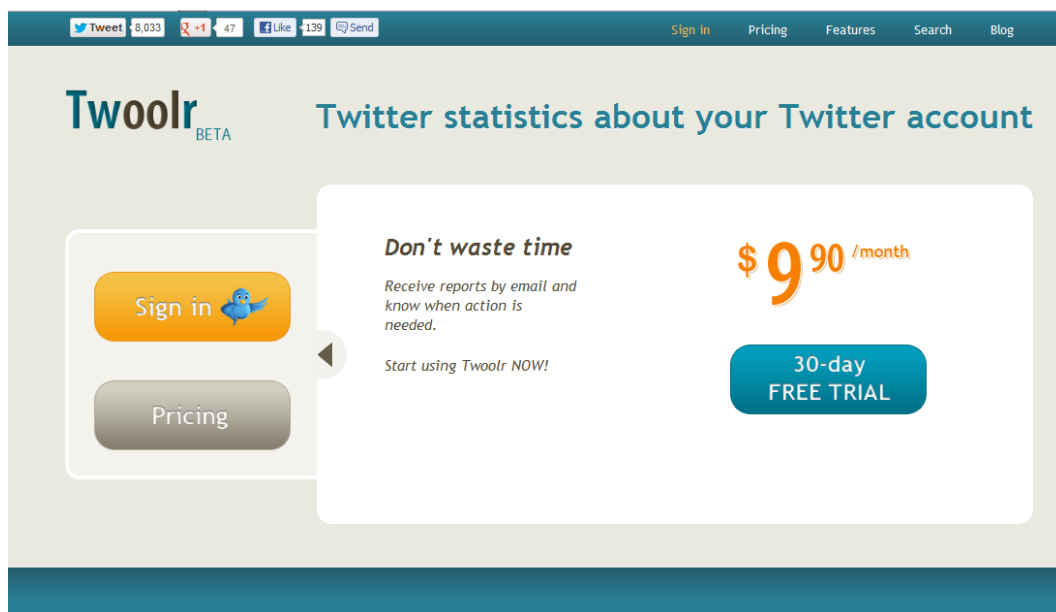 Tweet 8,033 +1 47 Like 139 Send
Sign in Pricing Features Search Blog
Twoolr
BETA
Twitter statistics about your Twitter account
Sign in
Pricing
Don't waste time
Receive reports by email and
know when action is
needed.
Start using Twoolr NOW!
$9 90 /month
30-day
FREE TRIAL